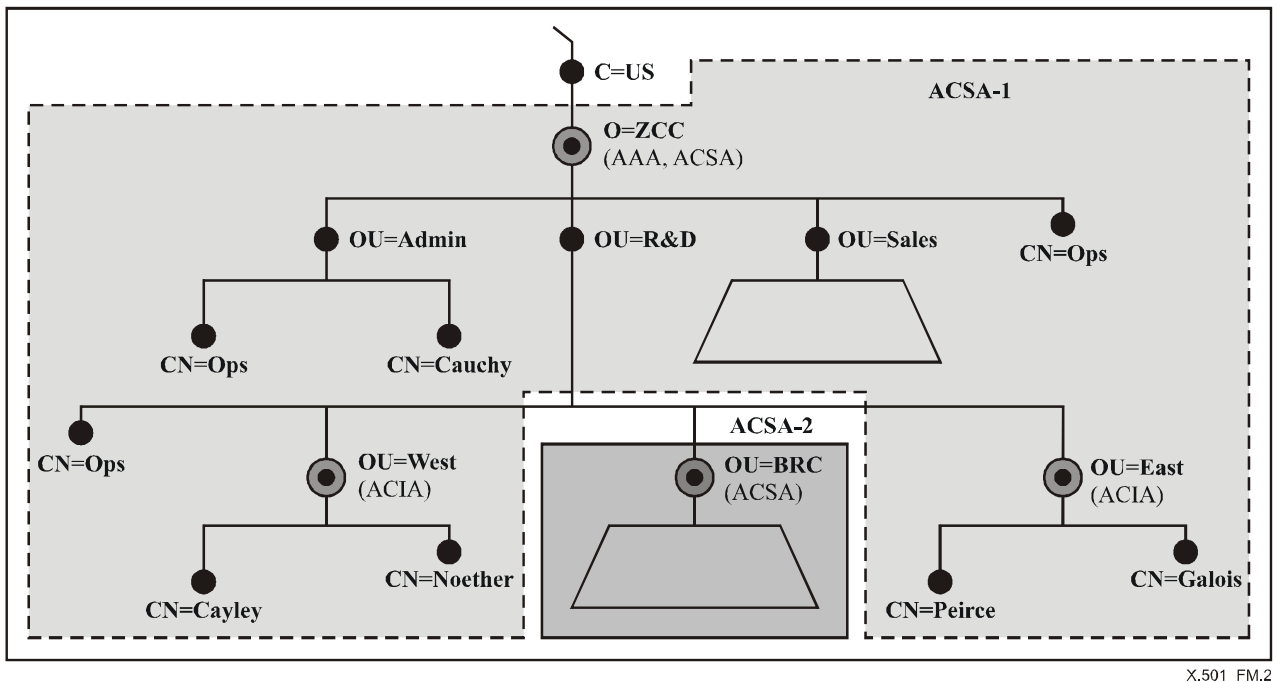 C=US
ACSA-1
O=ZCC
(AAA, ACSA)
OU=Admin
OU=R&D
OU=Sales
CN=Ops
CN=Ops
CN=Cauchy
ACSA-2
CN=Ops
OU=West
(ACIA)
OU=BRC
(ACSA)
OU=East
(ACIA)
CN=Noether
CN=Galois
CN=Cayley
CN=Peirce
X.501_FM.2